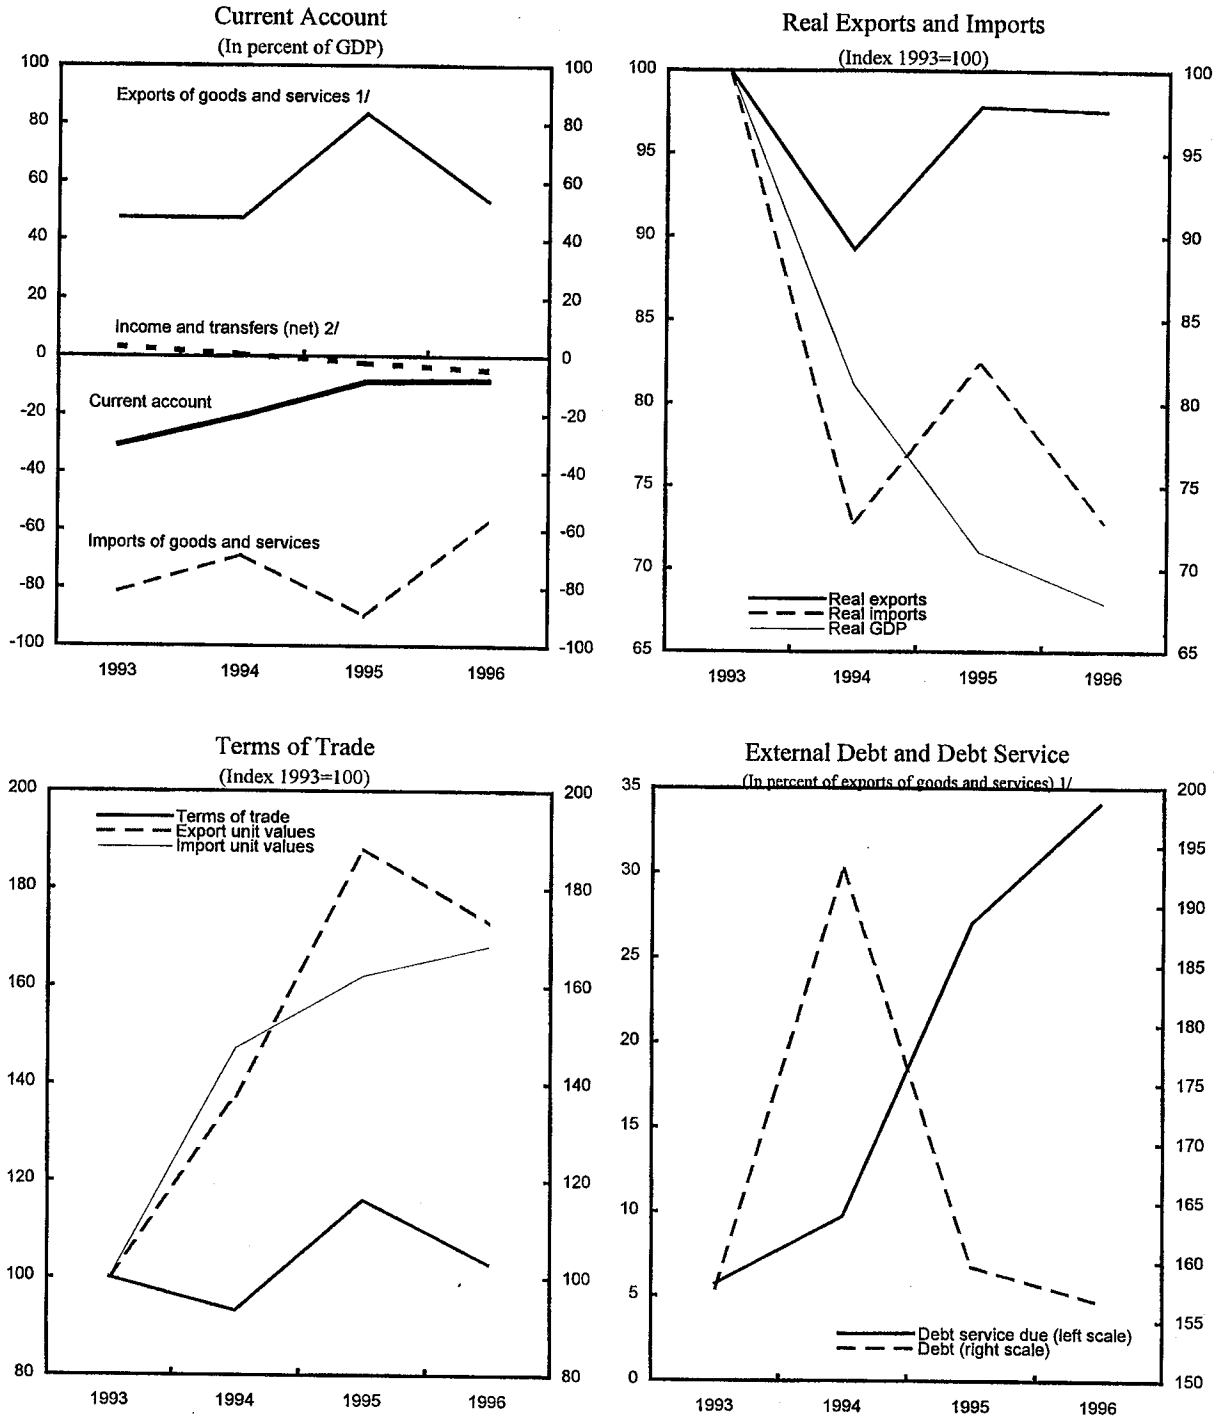 Current Account
(In percent of GDP)
100
80
60
40
20
0
-20
-40
-60
-80
-100
Exports of goods and services 1/
Income and transfers (net) 2/
Current account
Imports of goods and services
100
80
60
40
20
0
-20
-40
-60
-80
-100
1993 1994 1995 1996
Real Exports and Imports
(Index 1993=100)
100
95
90
85
80
75
70
65
Real exports
Real imports
Real GDP
100
95
90
85
80
75
70
65
1993 1994 1995 1996
Terms of Trade
(Index 1993=100)
200
180
160
140
120
100
80
Terms of trade
Export unit values
Import unit values
200
180
160
140
120
100
80
1993 1994 1995 1996
External Debt and Debt Service
(In percent of exports of goods and services) 1/
35
30
25
20
15
10
5
0
Debt service due (left scale)
Debt (right scale)
200
195
190
185
180
175
170
165
160
155
150
1993 1994 1995 1996